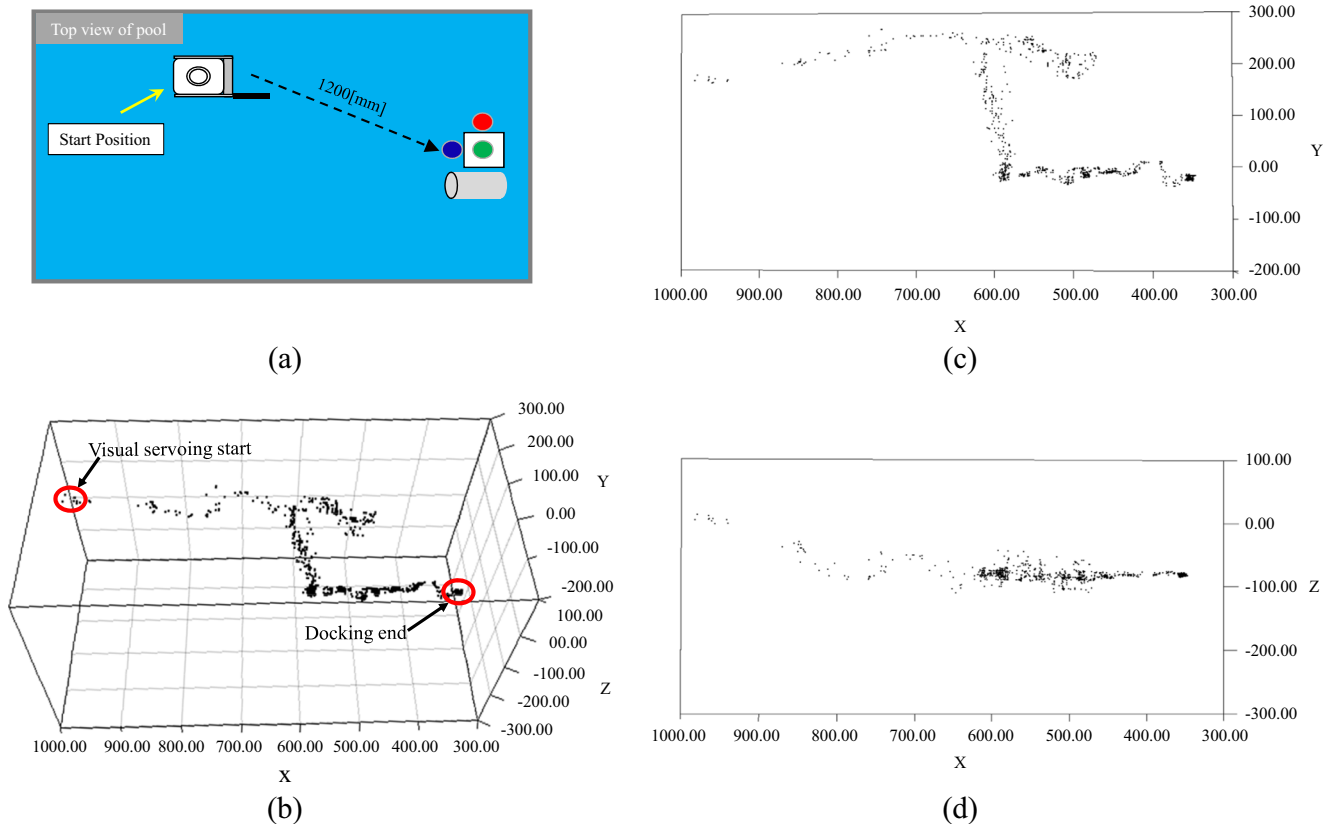 Top view of pool
1200[mm]
Start Position
(a)
300.00
200.00
100.00
0.00
-100.00
-200.00
Y
1000.00 900.00 800.00 700.00 600.00 500.00 400.00 300.00
X
(c)
Visual servoing start
Docking end
300.00
200.00
100.00
0.00
-100.00
-200.00
Y
100.00
00.00
-100.00
-200.00
-300.00
Z
1000.00 900.00 800.00 700.00 600.00 500.00 400.00 300.00
x
(b)
100.00
0.00
-100.00
-200.00
-300.00
Z
1000.00 900.00 800.00 700.00 600.00 500.00 400.00 300.00
X
(d)